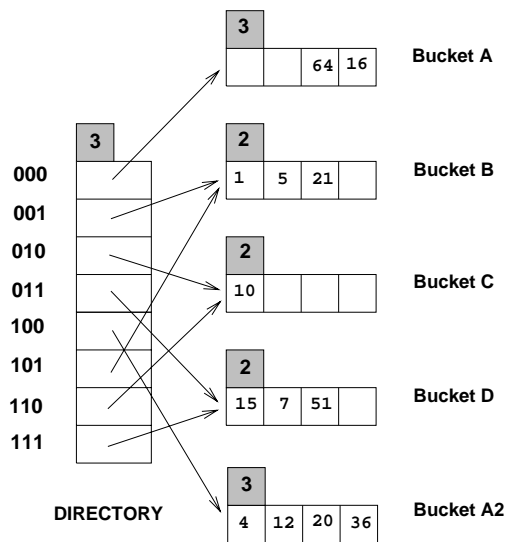 3
64 16
Bucket A
3
000
001
010
011
100
101
110
111
DIRECTORY
2
1 5 21
Bucket B
2
10
Bucket C
2
15 7 51
Bucket D
3
4 12 20 36
Bucket A2